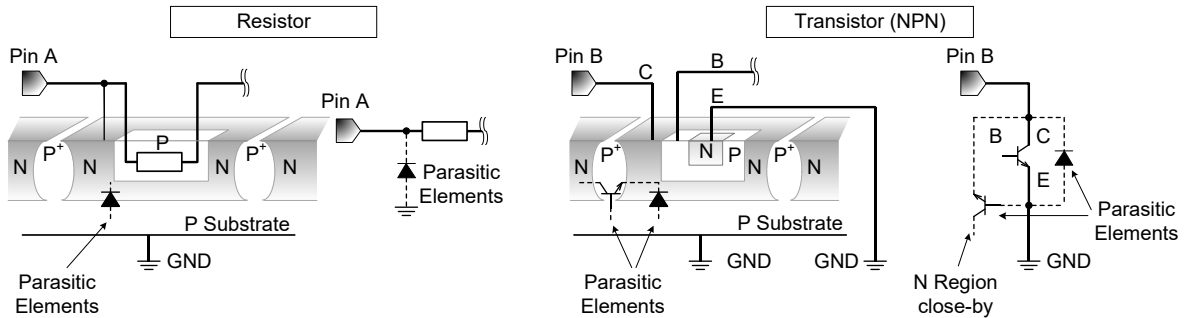 Resistor
Transistor (NPN)
Pin A
Pin A
N
P+
N
P
N
P+
N
Parasitic
Elements
P Substrate
GND
Parasitic
Elements
Pin B
C
B
E
N
P+
N
N
P
N
P+
N
P Substrate
GND
GND
Parasitic
Elements
Pin B
B
C
E
Parasitic
Elements
GND
N Region
close-by